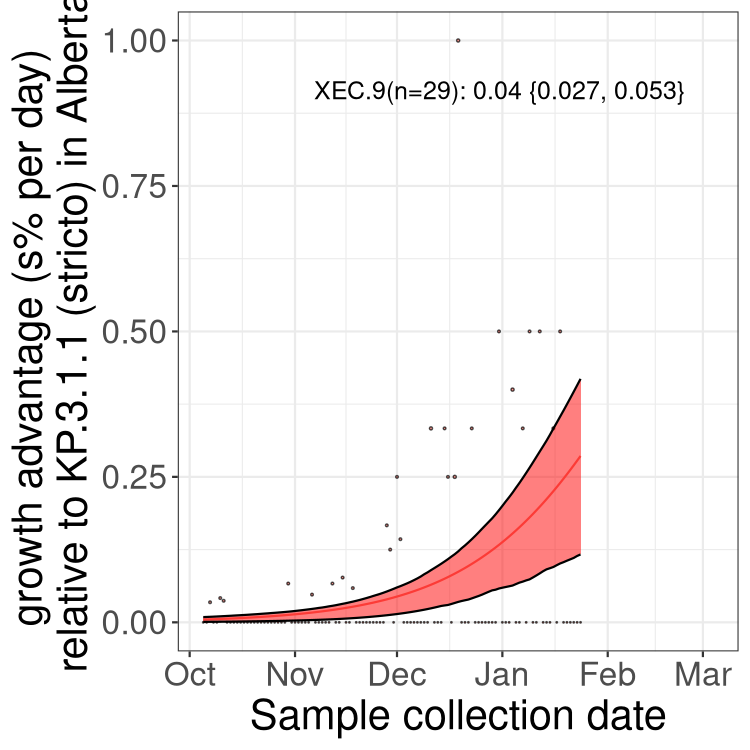 growth advantage (s% per day)
relative to KP.3.1.1 (stricto) in Alberta
1.00
XEC.9(n=29): 0.04 {0.027, 0.053}
0.75
0.50
0.25
0.00
Oct Nov Dec Jan Feb Mar
Sample collection date